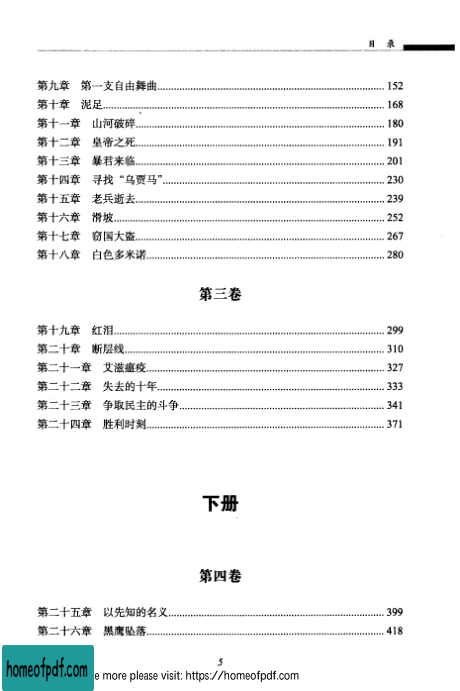 目 录
第九章 第一支自由舞曲........152
第十章 泥足........168
第十一章 山河破碎........180
第十二章 皇帝之死........191
第十三章 暴君来临........201
第十四章 寻找“乌贾马”........230
第十五章 老兵逝去........239
第十六章 滑坡........252
第十七章 窃国大盗........267
第十八章 白色多米诺........280
第三卷
第十九章 红泪........299
第二十章 断层线........310
第二十一章 艾滋瘟疫........327
第二十二章 失去的十年........333
第二十三章 争取民主的斗争........341
第二十四章 胜利时刻........371
下册
第四卷
第二十五章 以先知的名义........399
第二十六章 黑鹰坠落........418
5
homeofpdf.com
e more please visit: https://homeofpdf.com